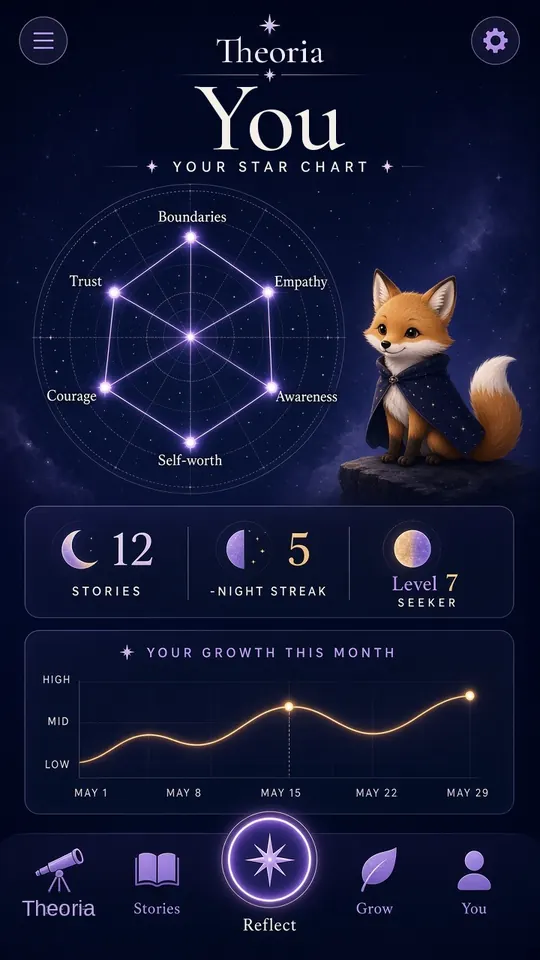 Theoria
You
YOUR STAR CHART
Boundaries
Trust
Empathy
Courage
Awareness
Self-worth
12
STORIES
5
-NIGHT STREAK
Level 7
SEEKER
YOUR GROWTH THIS MONTH
HIGH
MID
LOW
MAY 1 MAY 8 MAY 15 MAY 22 MAY 29
Theoria
Stories
Reflect
Grow
You